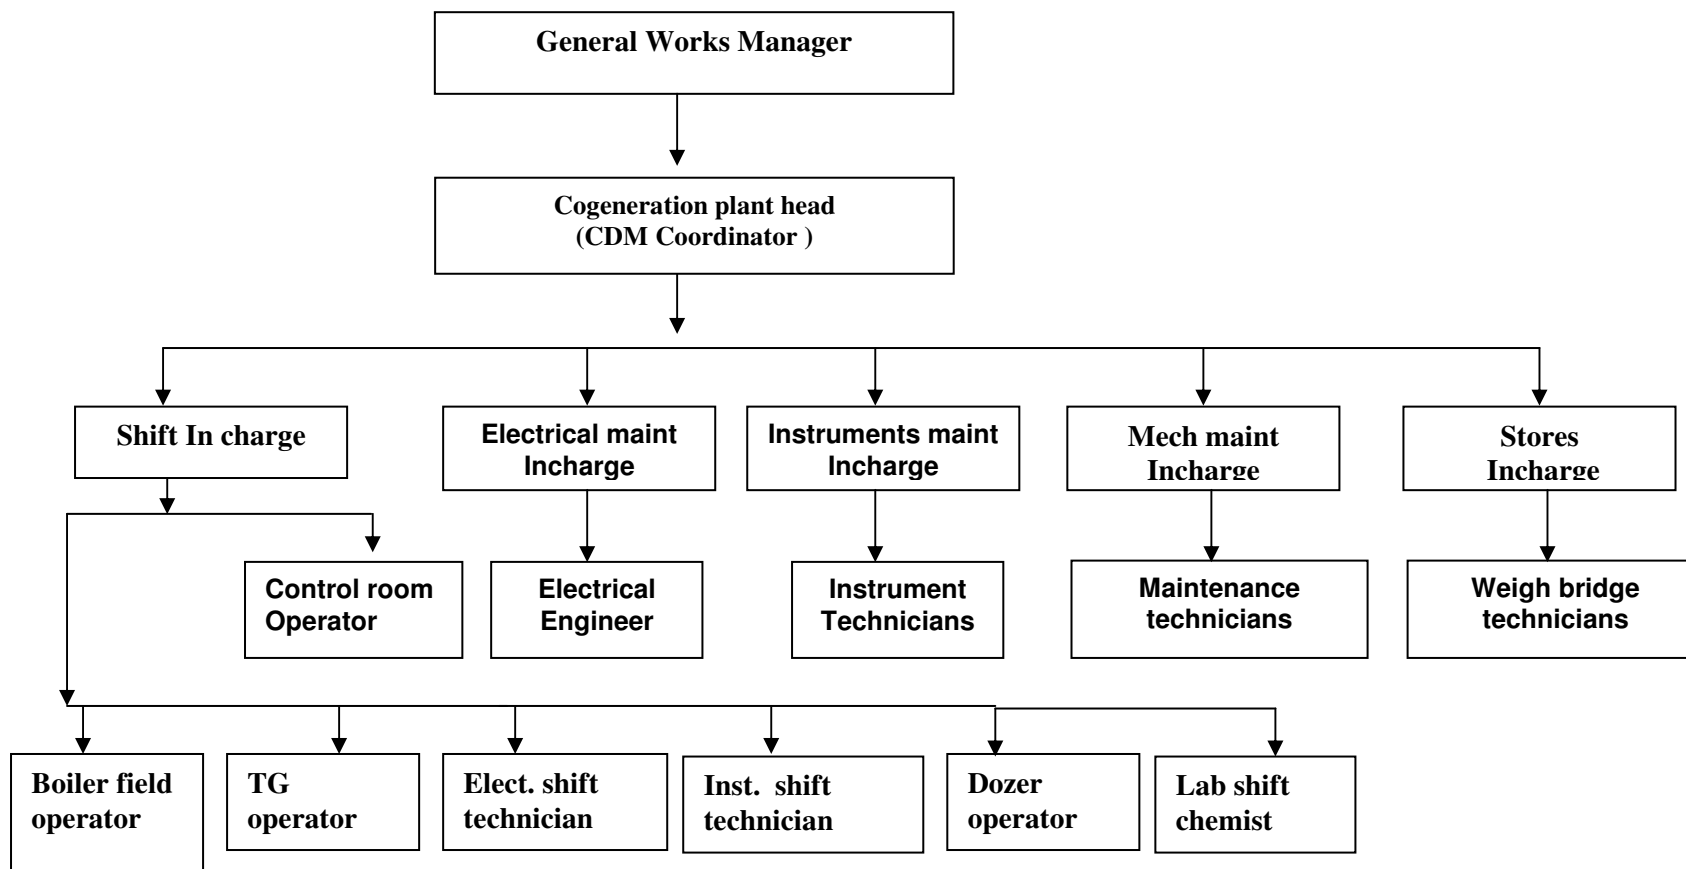 General Works Manager
Cogeneration plant head
(CDM Coordinator )
Shift In charge
Electrical maint
Incharge
Instruments maint
Incharge
Mech maint
Incharge
Stores
Incharge
Control room
Operator
Electrical
Engineer
Instrument
Technicians
Maintenance
technicians
Weigh bridge
technicians
Boiler field
operator
TG
operator
Elect. shift
technician
Inst. shift
technician
Dozer
operator
Lab shift
chemist